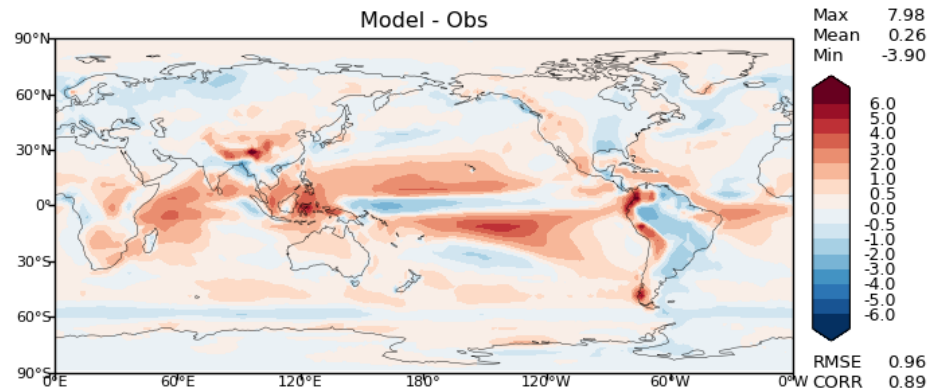 Model - Obs
Max 7.98
Mean 0.26
Min -3.90
90°N
60°N
30°N
0°
30°S
60°S
90°S
0°E 60°E 120°E 180° 120°W 60°W 0°W
6.0
5.0
4.0
3.0
2.0
1.0
0.5
0.0
-0.5
-1.0
-2.0
-3.0
-4.0
-5.0
-6.0
RMSE 0.96
CORR 0.89